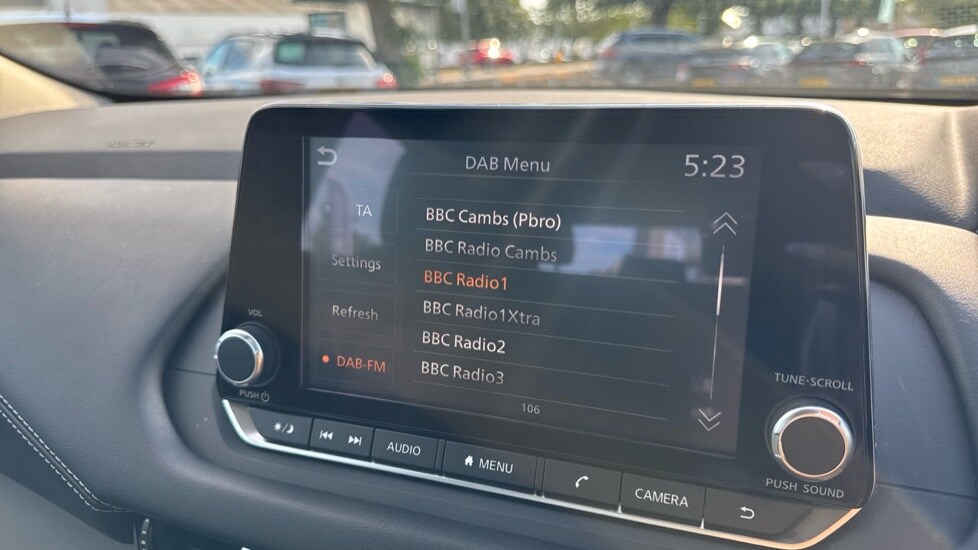 DAB Menu
5:23
TA
Settings
Refresh
DAB-FM
BBC Cambs (Pbro)
BBC Radio Cambs
BBC Radio1
BBC Radio1Xtra
BBC Radio2
BBC Radio3
106
VOL
PUSH
TUNE·SCROLL
PUSH SOUND
AUDIO
MENU
CAMERA